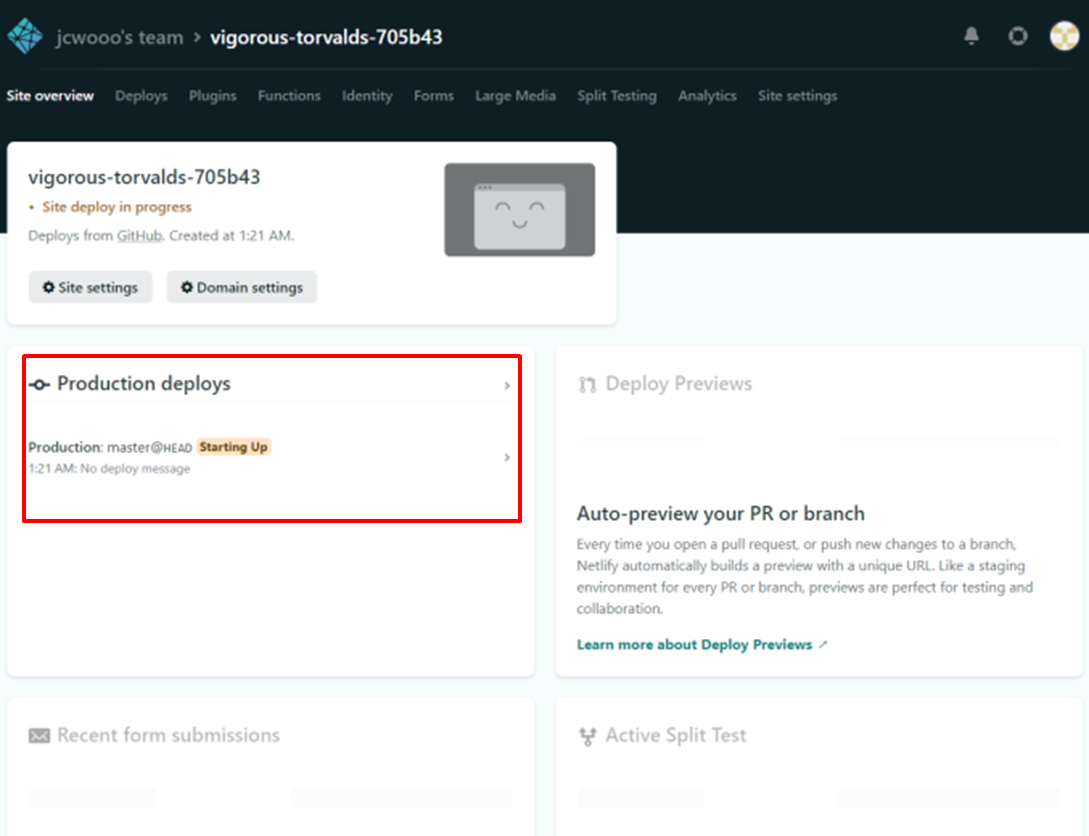 jcwooo's team > vigorous-torvalds-705b43
Site overview Deploys Plugins Functions Identity Forms Large Media Split Testing Analytics Site settings
vigorous-torvalds-705b43
• Site deploy in progress
Deploys from GitHub. Created at 1:21 AM.
Site settings Domain settings
Production deploys
Production: master@HEAD Starting Up
1:21 AM: No deploy message
Deploy Previews
Auto-preview your PR or branch
Every time you open a pull request, or push new changes to a branch,
Netlify automatically builds a preview with a unique URL. Like a staging
environment for every PR or branch, previews are perfect for testing and
collaboration.
Learn more about Deploy Previews ↗
Recent form submissions
Active Split Test